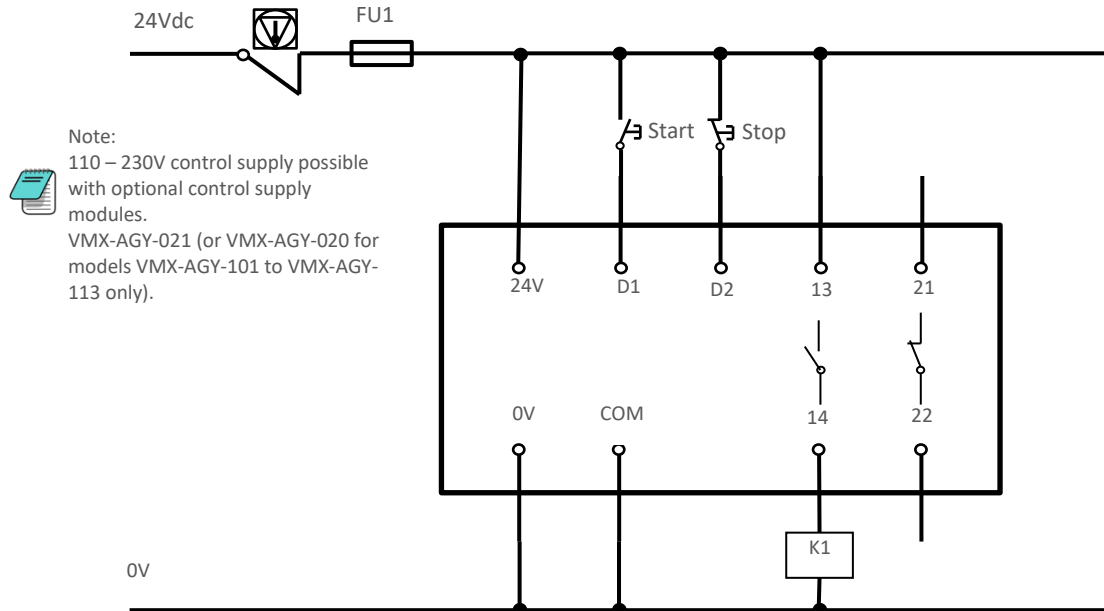 24Vdc
FU1
Note:
110 – 230V control supply possible
with optional control supply
modules.
VMX-AGY-021 (or VMX-AGY-020 for
models VMX-AGY-101 to VMX-AGY-
113 only).
Start
Stop
24V
D1
D2
13
21
0V
COM
14
22
K1
0V